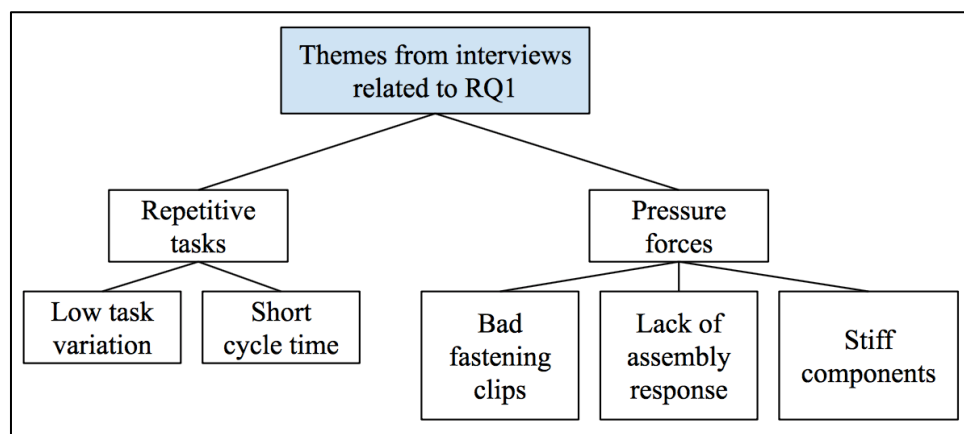 Themes from interviews
related to RQ1
Repetitive
tasks
Pressure
forces
Low task
variation
Short
cycle time
Bad
fastening
clips
Lack of
assembly
response
Stiff
components